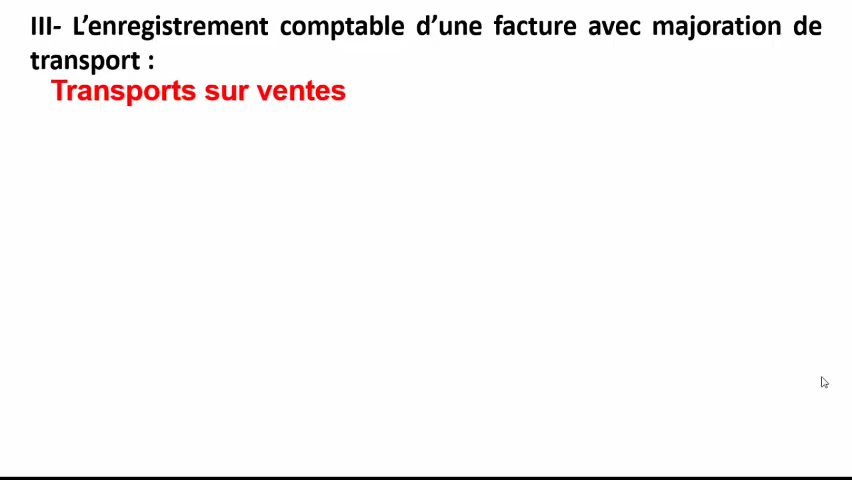 III- L’enregistrement comptable d’une facture avec majoration de
transport :
Transports sur ventes